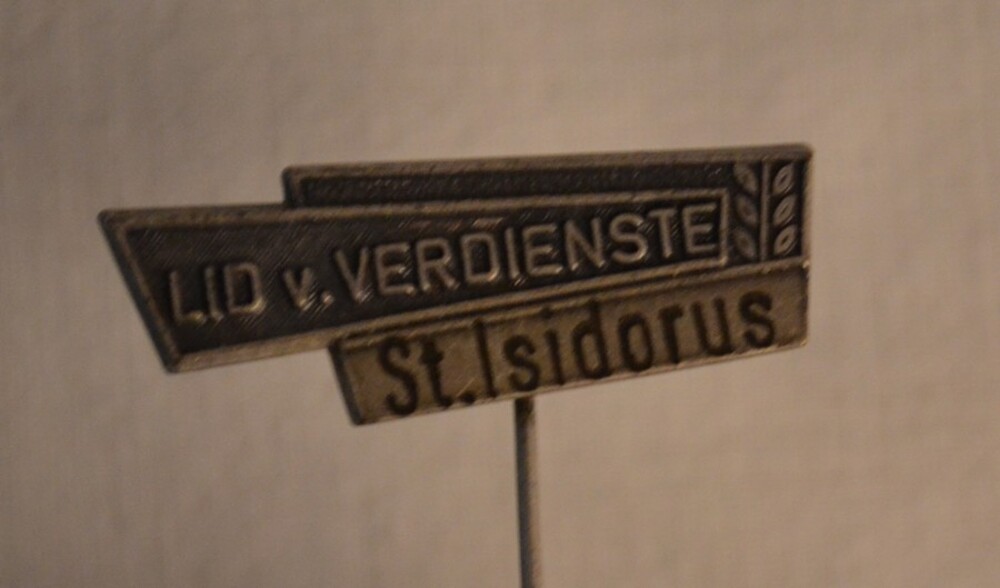 LID v. VERDIENSTE
St. Isidorus